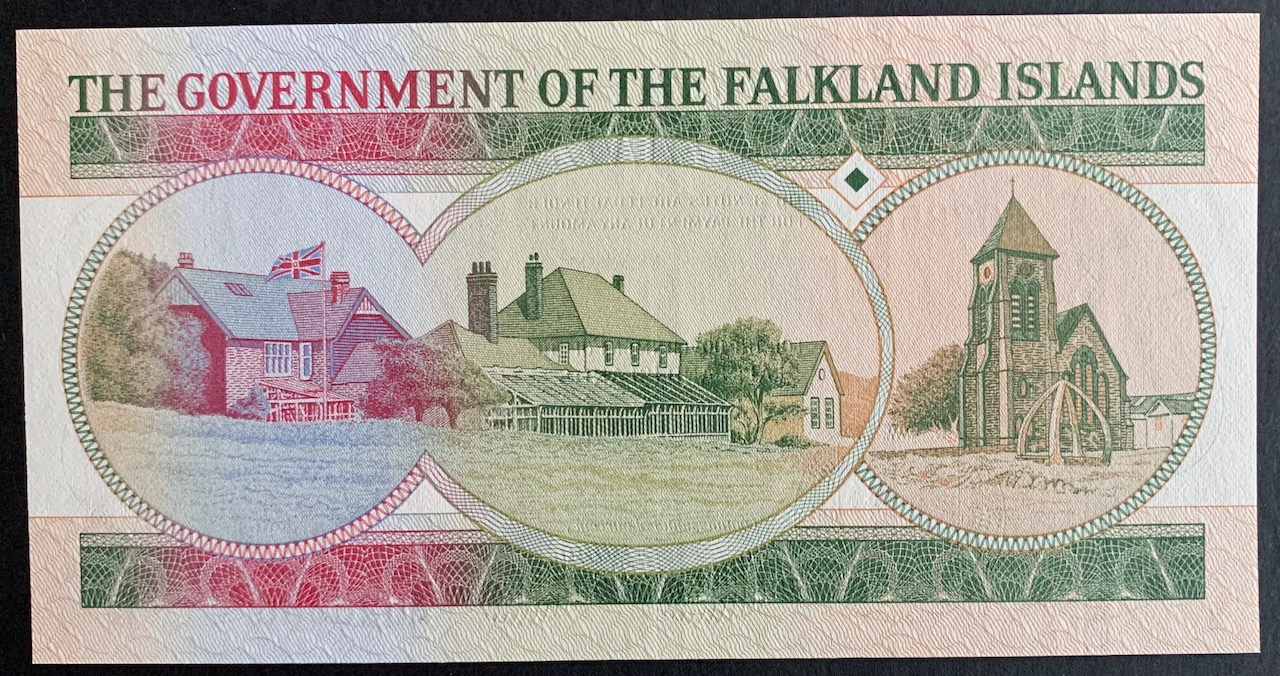 THE GOVERNMENT OF THE FALKLAND ISLANDS